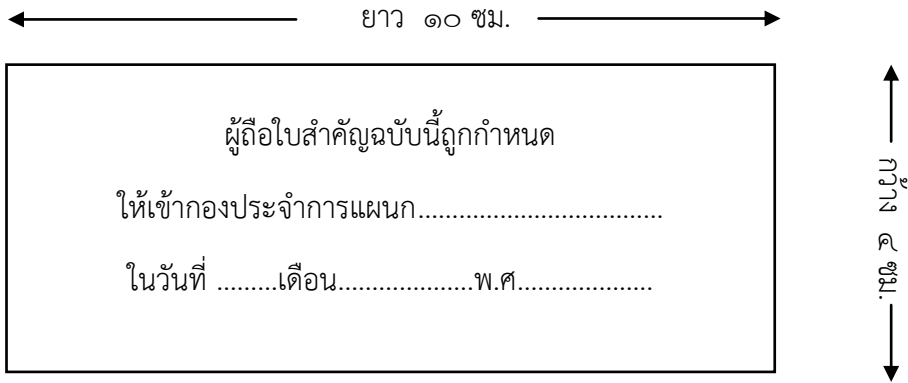 ยาว ๑๐ ซม.
ผู้ถือใบสำคัญฉบับนี้ถูกกำหนด
ให้เข้ากองประจำการแผนก..................................
ในวันที่ .........เดือน...................พ.ศ...................
กว้าง ๔ ซม.